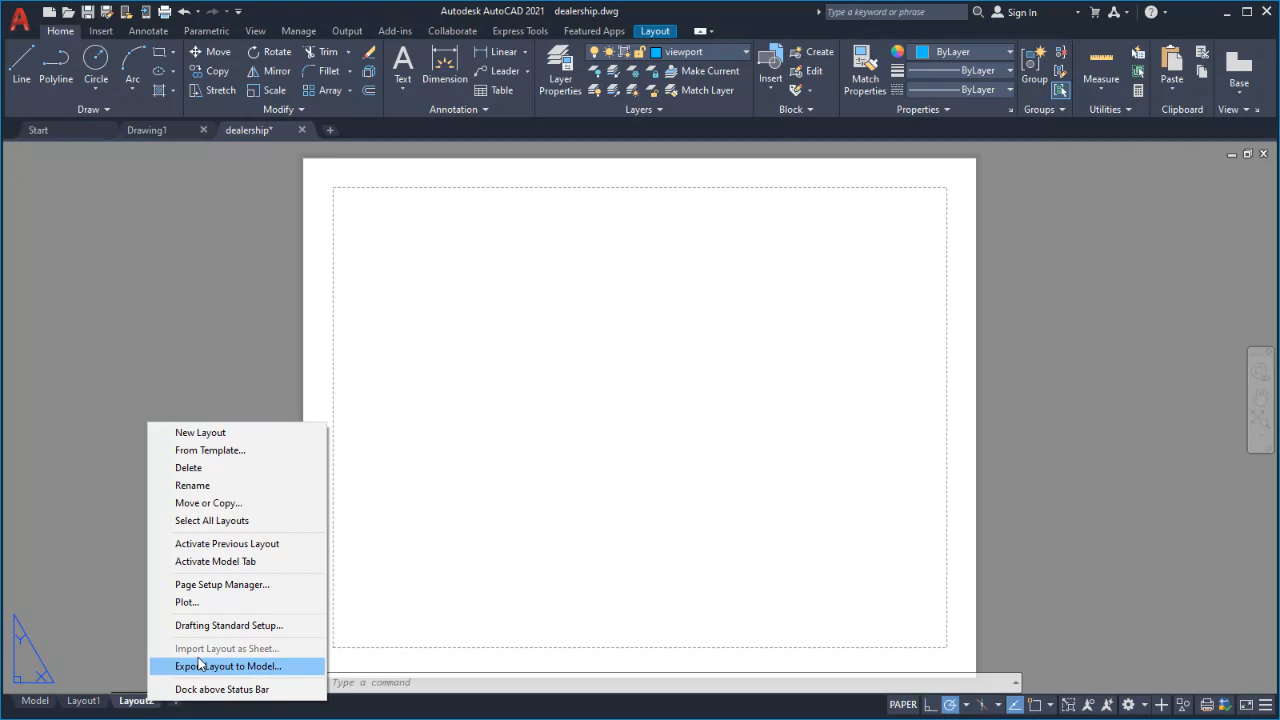 Autodesk AutoCAD 2021 dealership.dwg
Type a keyword or phrase
Sign In
Home Insert Annotate Parametric View Manage Output Add-ins Collaborate Express Tools Featured Apps Layout
Line
Polyline
Circle
Arc
Move
Rotate
Trim
Copy
Mirror
Fillet
Stretch
Scale
Array
Text
Dimension
Linear
Leader
Table
Layer
Properties
viewport
Make Current
Match Layer
Insert
Create
Edit
Match
Properties
ByLayer
ByLayer
ByLayer
Group
Measure
Paste
Base
Draw
Modify
Annotation
Layers
Block
Properties
Groups
Utilities
Clipboard
View
Start
Drawing1
dealership*
New Layout
From Template...
Delete
Rename
Move or Copy...
Select All Layouts
Activate Previous Layout
Activate Model Tab
Page Setup Manager...
Plot...
Drafting Standard Setup...
Import Layout as Sheet...
Export Layout to Model...
Dock above Status Bar
Y
X
Type a command
Model
Layout1
Layout2
PAPER